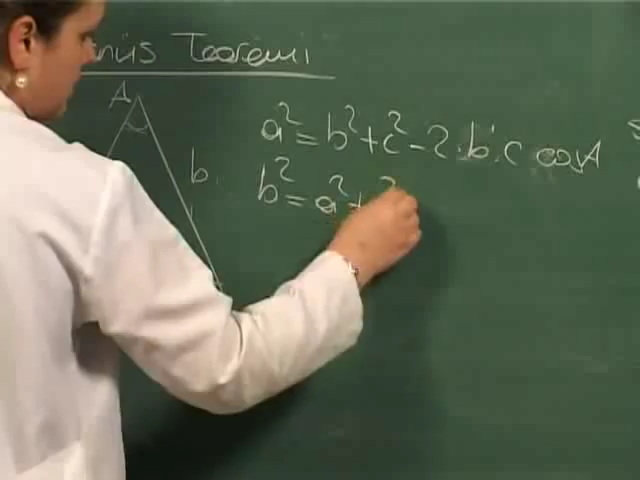 Teoremi
A
a² = b² + c² - 2.b.c cosA
b
b² = a² +